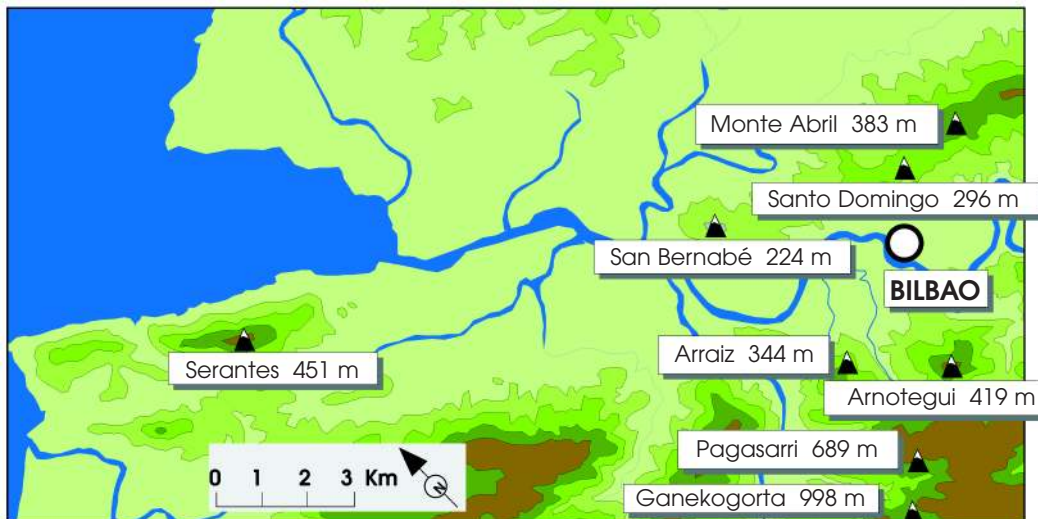 Monte Abril 383 m
Santo Domingo 296 m
San Bernabé 224 m
BILBAO
Serantes 451 m
Arraiz 344 m
Arnotegui 419 m
Pagasarri 689 m
Ganekogorta 998 m
0 1 2 3 Km
N